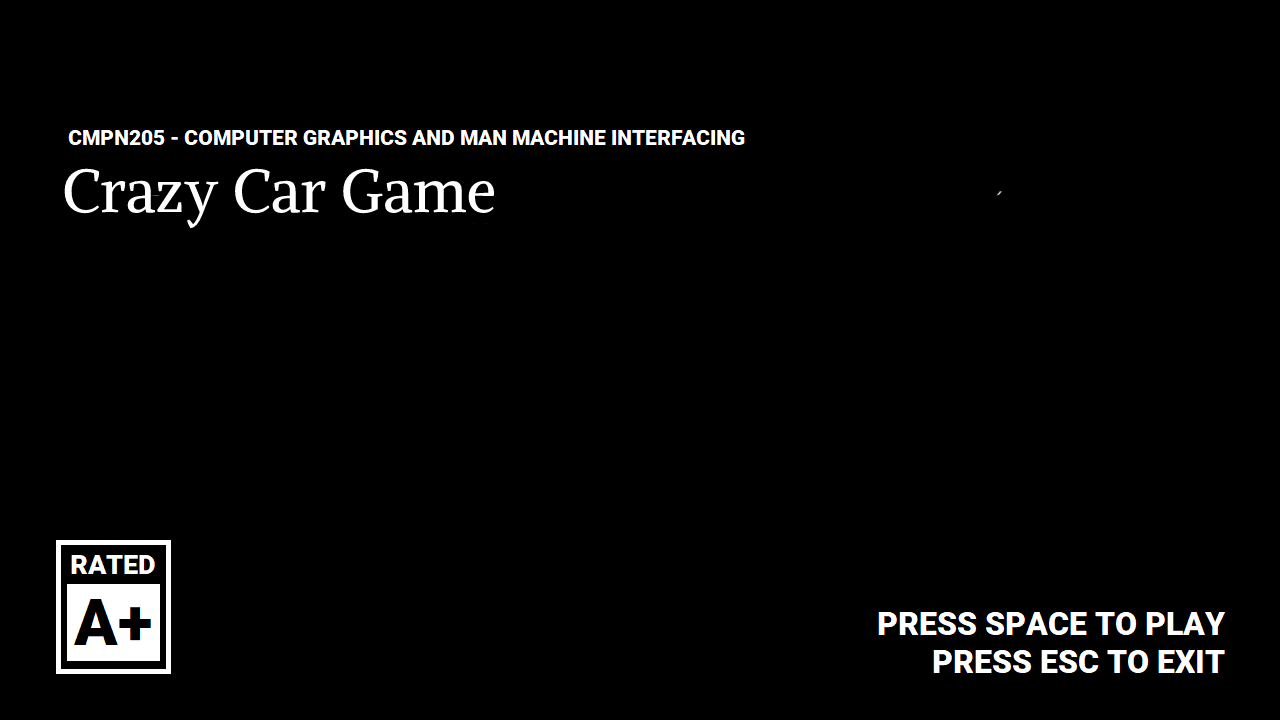 CMPN205 - COMPUTER GRAPHICS AND MAN MACHINE INTERFACING
Crazy Car Game
RATED
A+
PRESS SPACE TO PLAY
PRESS ESC TO EXIT